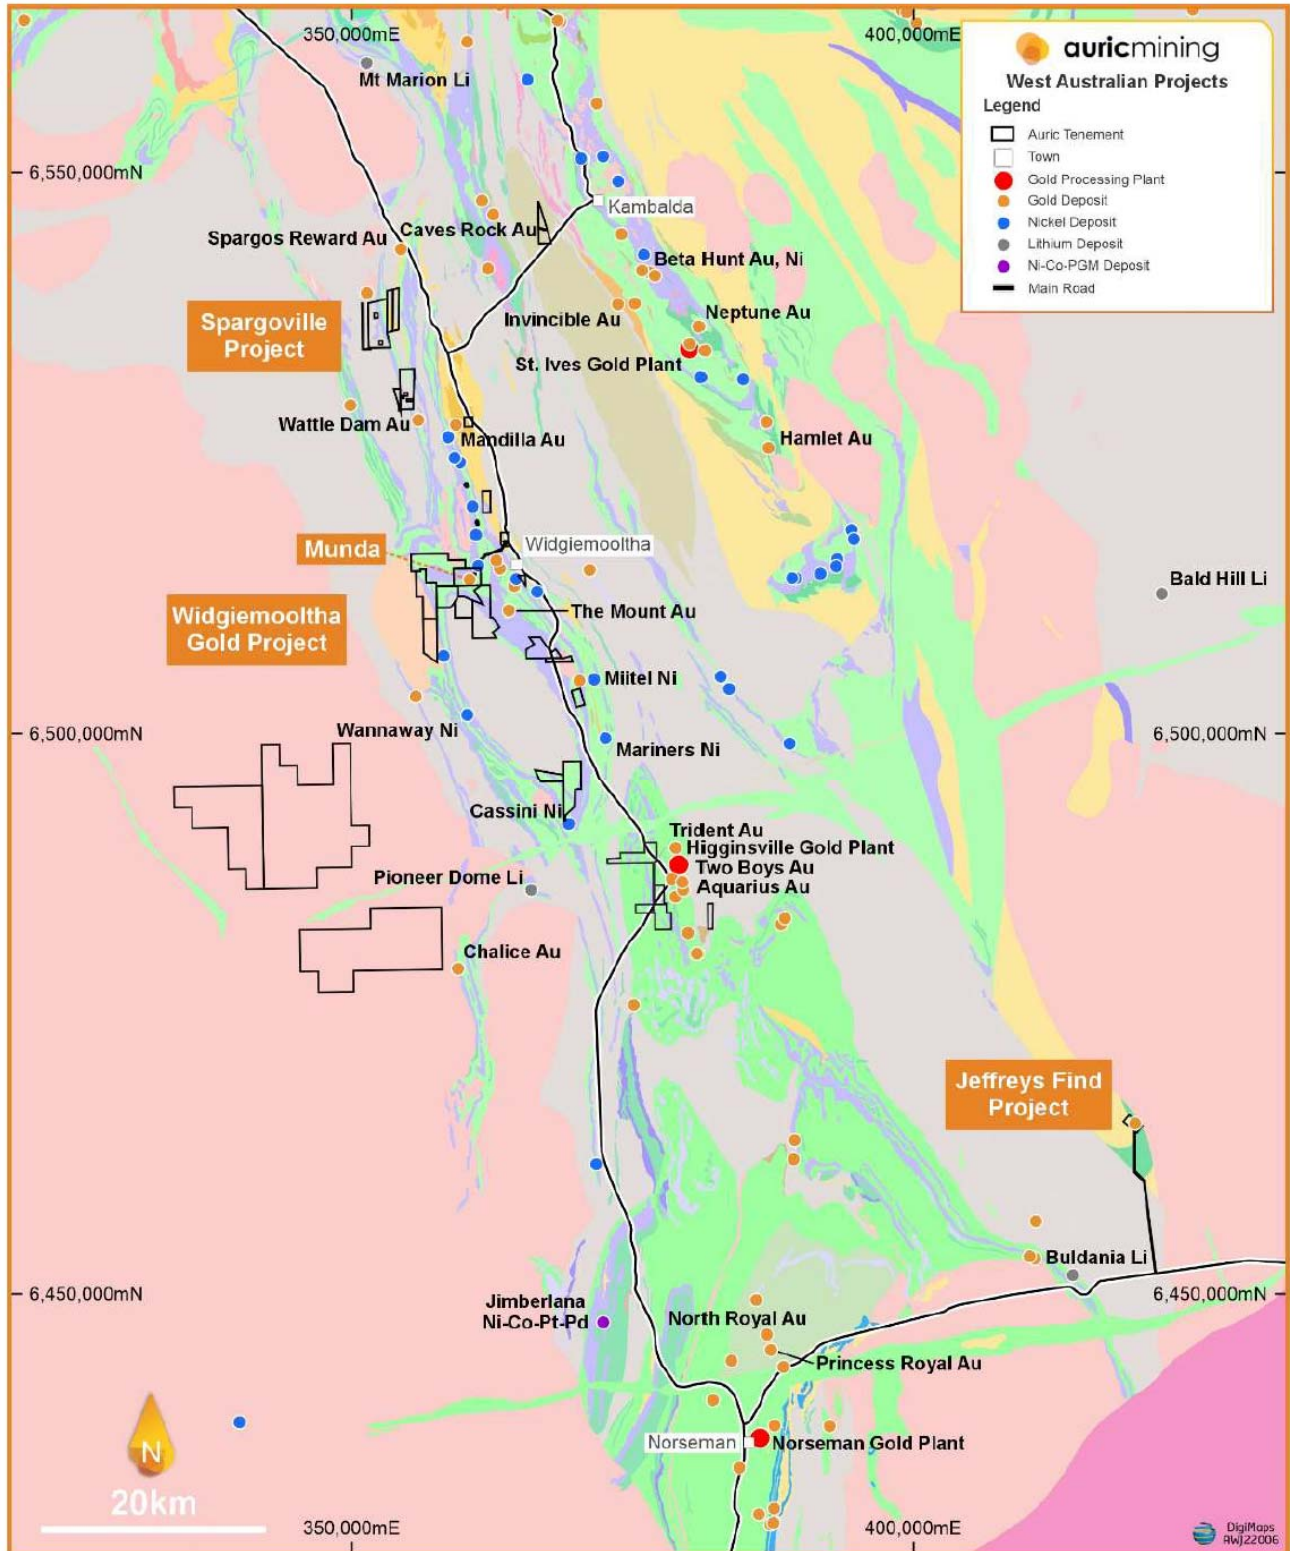 350,000mE
400,000mE
auricmining
West Australian Projects
Legend
Auric Tenement
Town
Gold Processing Plant
Gold Deposit
Nickel Deposit
Lithium Deposit
Ni-Co-PGM Deposit
Main Road
Mt Marion Li
6,550,000mN
Kambalda
Spargos Reward Au
Caves Rock Au
Beta Hunt Au, Ni
Spargoville
Project
Invincible Au
Neptune Au
St. Ives Gold Plant
Wattle Dam Au
Mandilla Au
Hamlet Au
Munda
Widgiemooltha
Bald Hill Li
Widgiemooltha
Gold Project
The Mount Au
Miitel Ni
Wannaway Ni
6,500,000mN
Mariners Ni
6,500,000mN
Cassini Ni
Trident Au
Higginsville Gold Plant
Two Boys Au
Pioneer Dome Li
Aquarius Au
Chalice Au
Jeffreys Find
Project
Buldania Li
6,450,000mN
Jimberlana
Ni-Co-Pt-Pd
6,450,000mN
North Royal Au
Princess Royal Au
N
Norseman
Norseman Gold Plant
20km
350,000mE
400,000mE
DigiMaps
AWJ22006